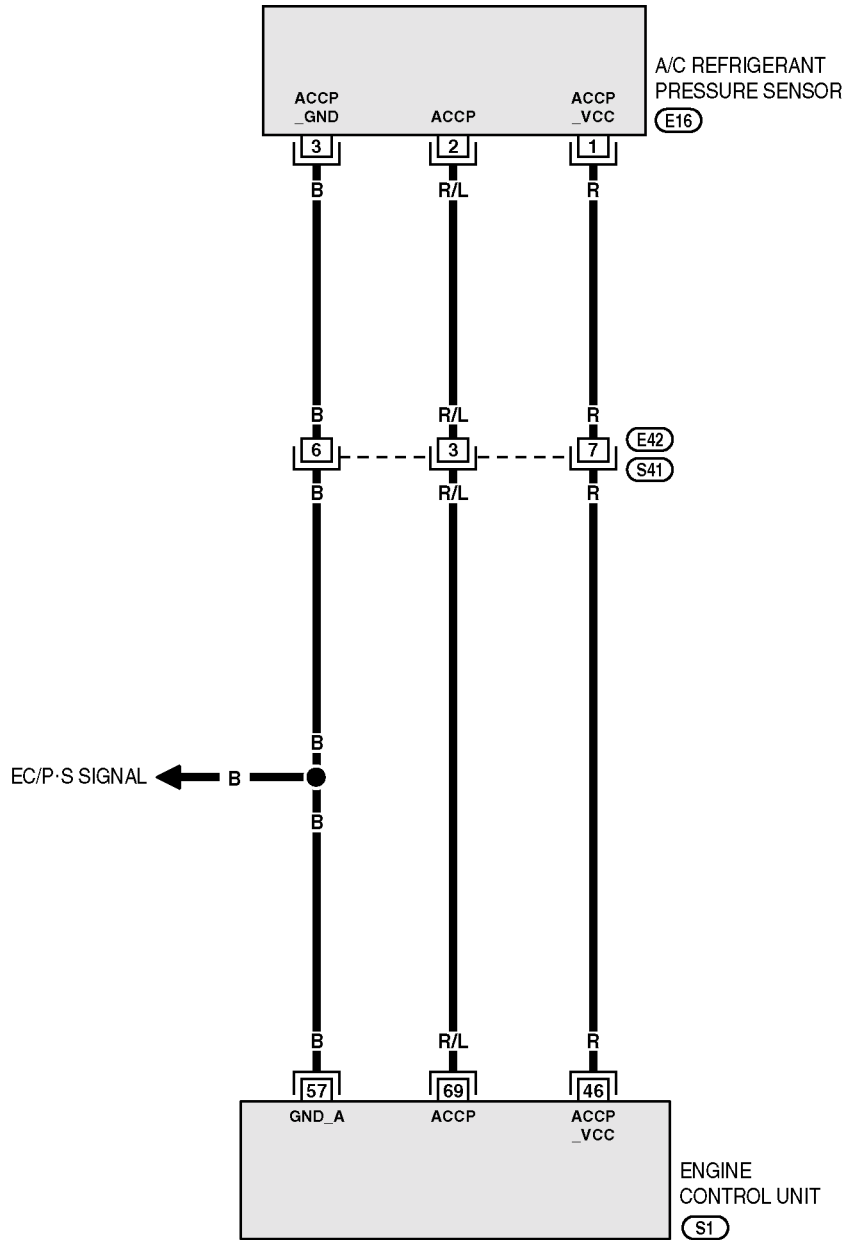 A/C REFRIGERANT
PRESSURE SENSOR
E16
ACCP
_GND
ACCP
ACCP
_VCC
3 2 1
B R/L R
B R/L R
6 3 7
E42
S41
B R/L R
B
EC/P·S SIGNAL B
B
B R/L R
57 69 46
GND_A ACCP ACCP
_VCC
ENGINE
CONTROL UNIT
S1